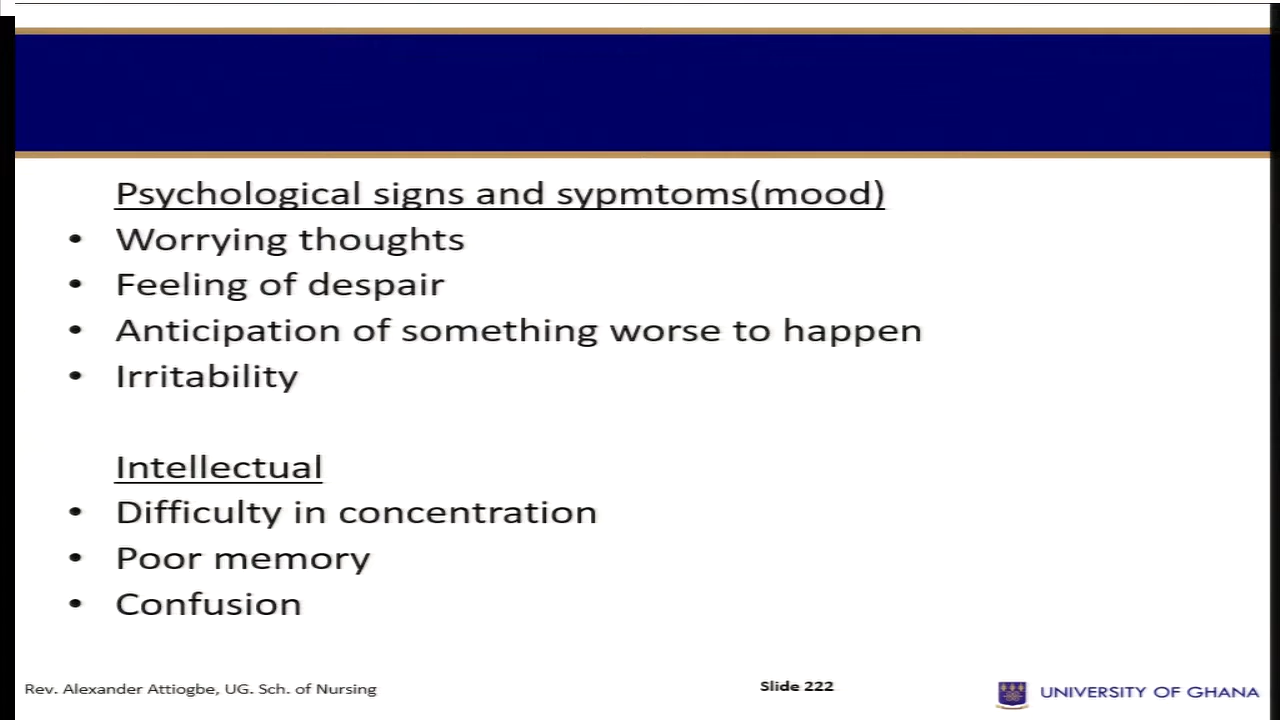 Psychological signs and sypmtoms(mood)
• Worrying thoughts
• Feeling of despair
• Anticipation of something worse to happen
• Irritability
Intellectual
• Difficulty in concentration
• Poor memory
• Confusion
Rev. Alexander Attiogbe, UG. Sch. of Nursing
Slide 222
UNIVERSITY OF GHANA